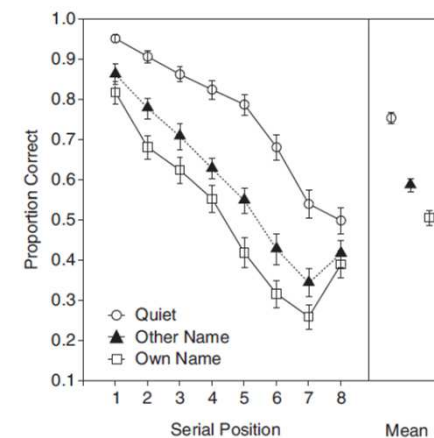 1.0
0.9
0.8
0.7
0.6
0.5
0.4
0.3
0.2
0.1
Proportion Correct
Quiet
Other Name
Own Name
1 2 3 4 5 6 7 8
Serial Position
Mean